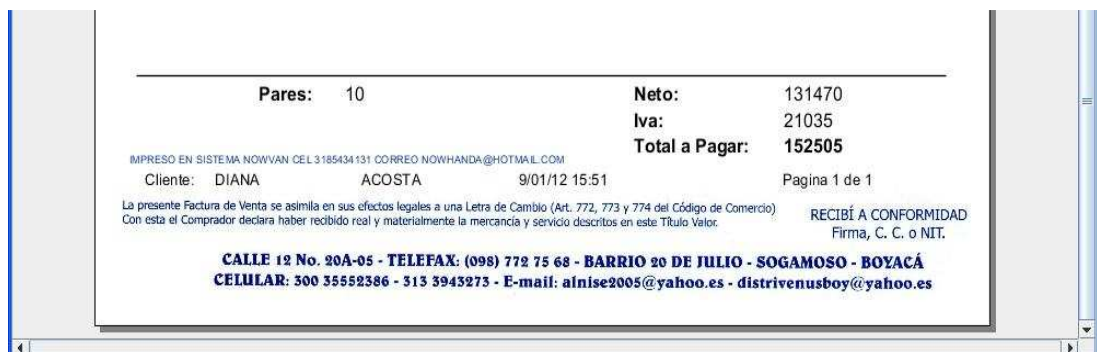 Pares: 10 Neto: 131470
Iva: 21035
Total a Pagar: 152505
IMPRESO EN SISTEMA NOWVAN CEL 3185434131 CORREO NOWHANDA@HOTMAIL.COM
Cliente: DIANA ACOSTA 9/01/12 15:51 Pagina 1 de 1
La presente Factura de Venta se asimila en sus efectos legales a una Letra de Cambio (Art. 772, 773 y 774 del Código de Comercio)
Con esta el Comprador declara haber recibido real y materialmente la mercancía y servicio descritos en este Título Valor.
RECIBÍ A CONFORMIDAD
Firma, C. C. o NIT.
CALLE 12 No. 20A-05 - TELEFAX: (098) 772 75 68 - BARRIO 20 DE JULIO - SOGAMOSO - BOYACÁ
CELULAR: 300 35552386 - 313 3943273 - E-mail: alnise2005@yahoo.es - distrivenusboy@yahoo.es